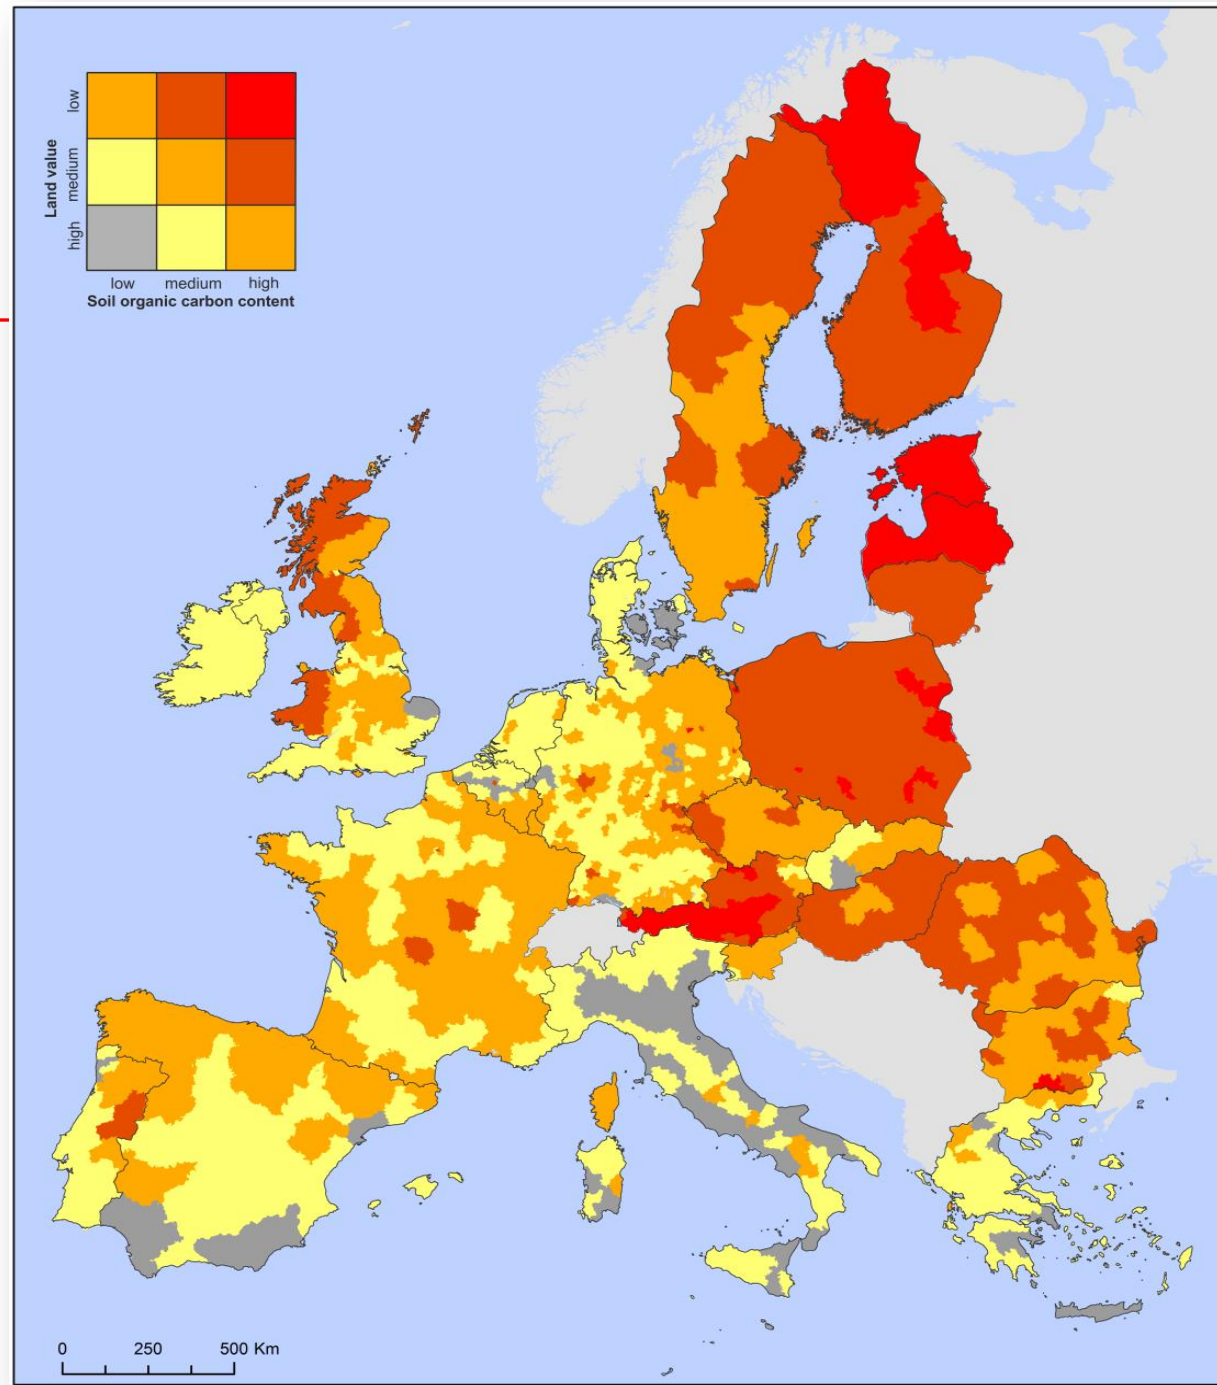 Land value
low
medium
high
low medium high
Soil organic carbon content
0 250 500 Km